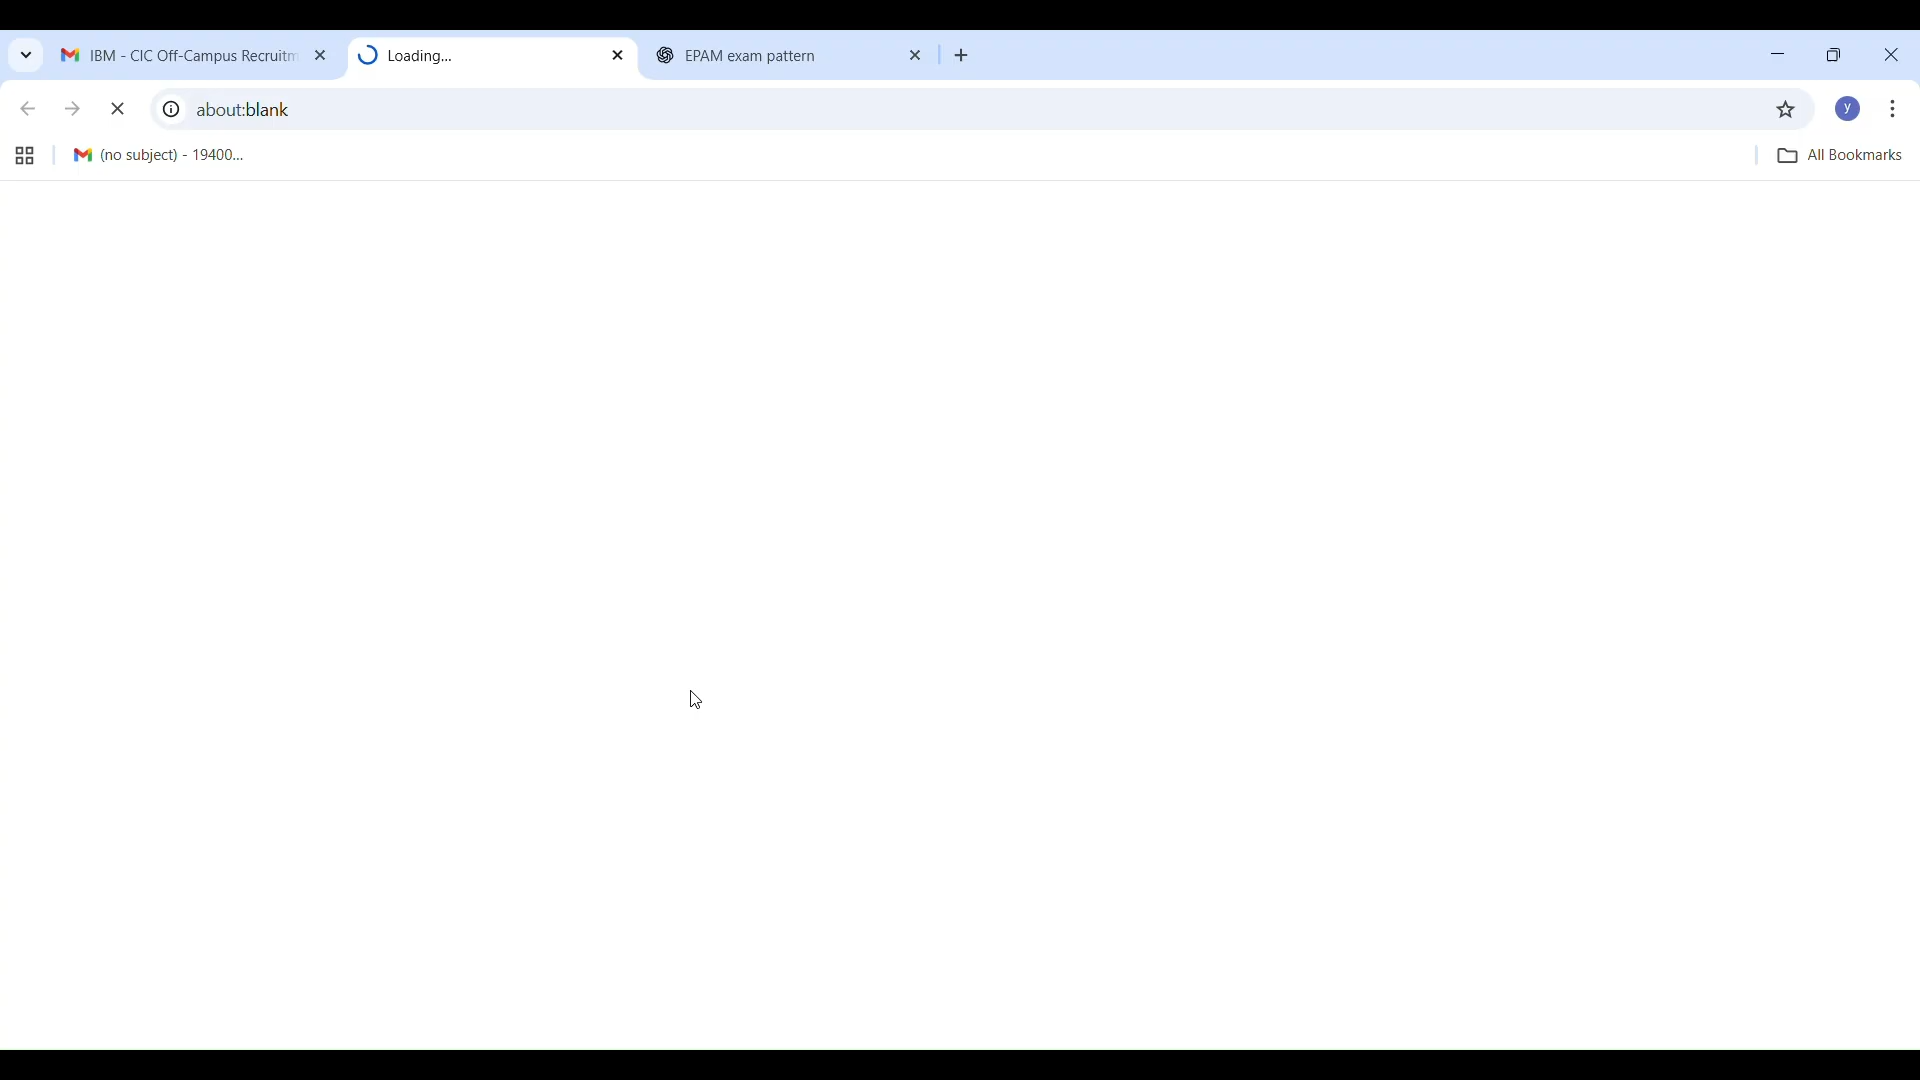 IBM - CIC Off-Campus Recruitm
Loading...
EPAM exam pattern
about:blank
y
(no subject) - 19400...
All Bookmarks